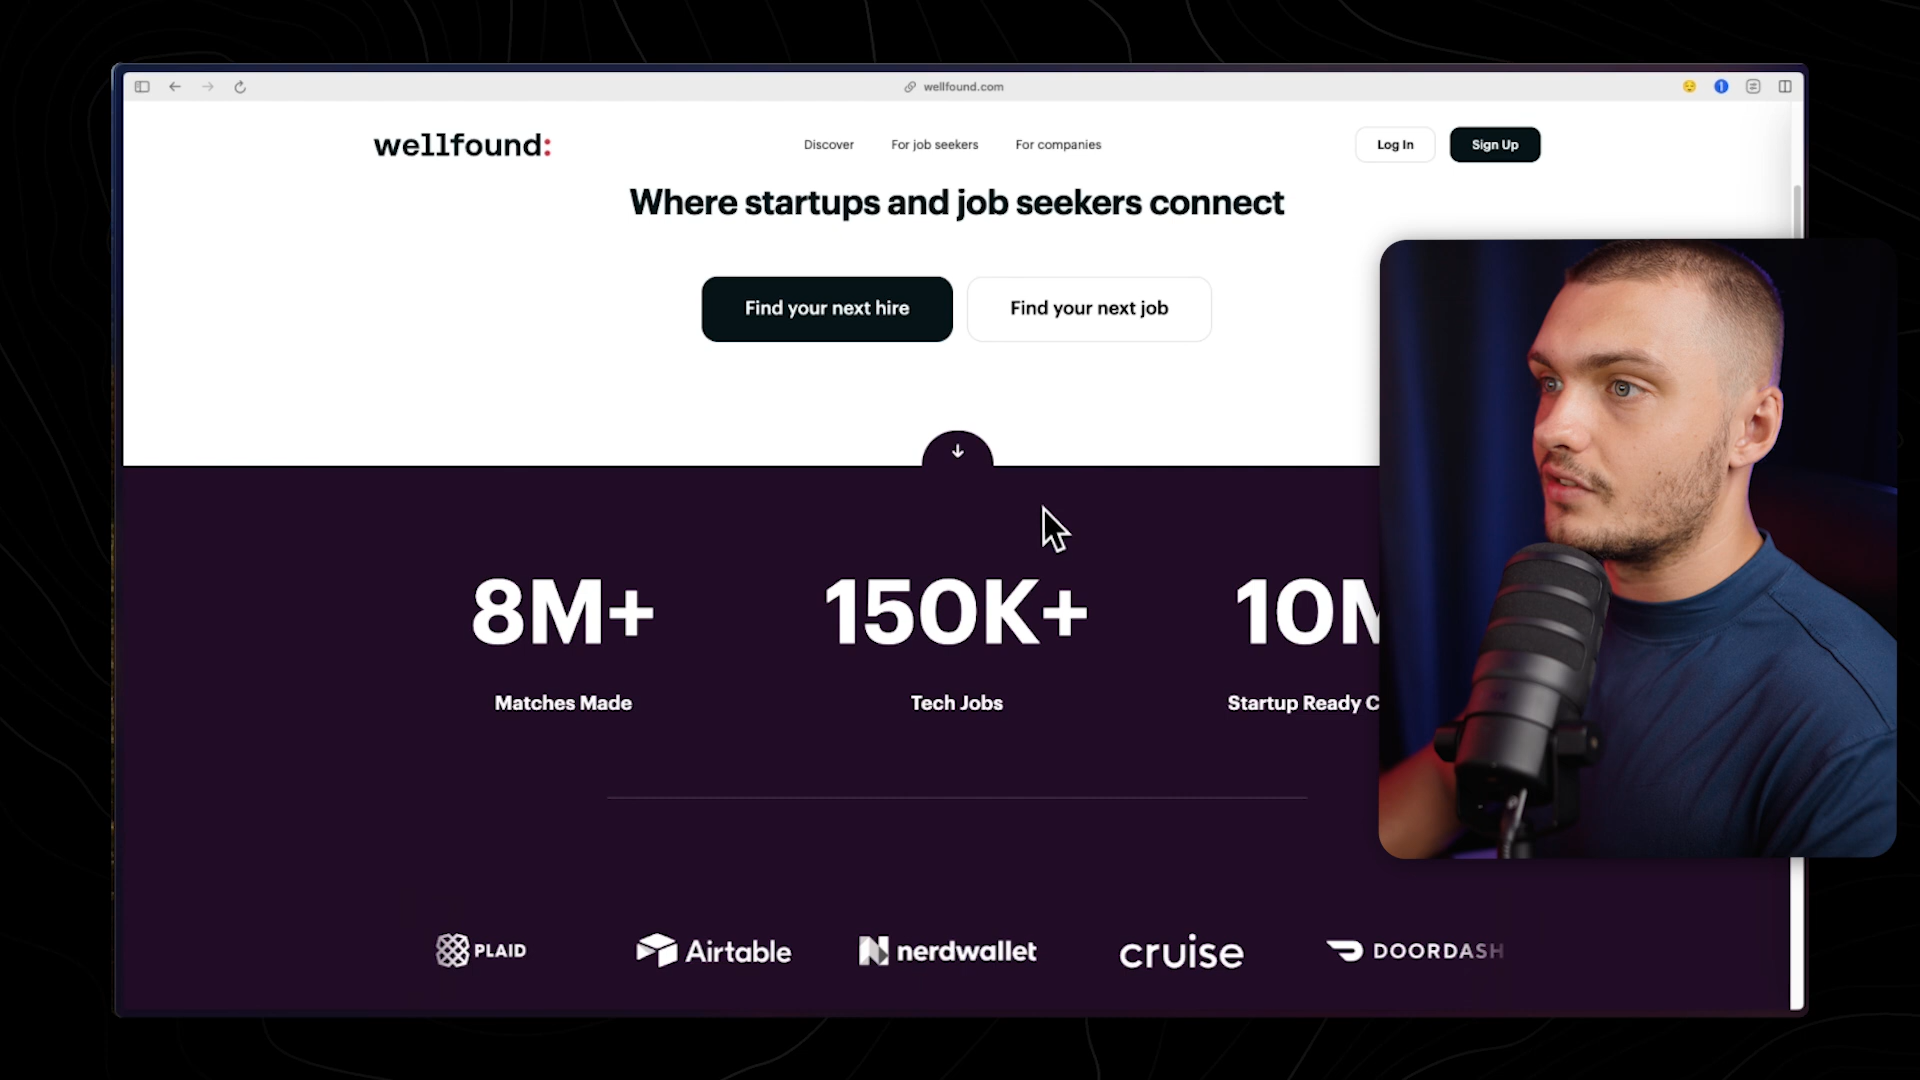 wellfound.com
wellfound:
Discover
For job seekers
For companies
Log In
Sign Up
Where startups and job seekers connect
Find your next hire
Find your next job
8M+
150K+
10M
Matches Made
Tech Jobs
Startup Ready C
PLAID
Airtable
nerdwallet
cruise
DOORDASH